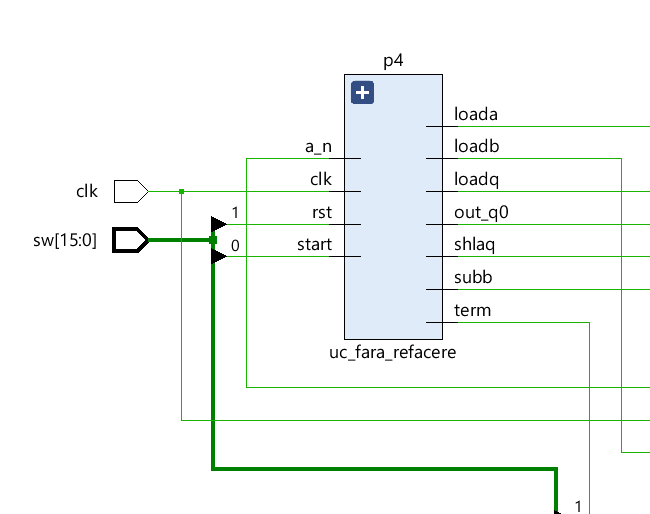 p4
loada
a_n
loadb
clk
clk
loadq
1
rst
out_q0
sw[15:0]
0
start
shlaq
subb
term
uc_fara_refacere
1